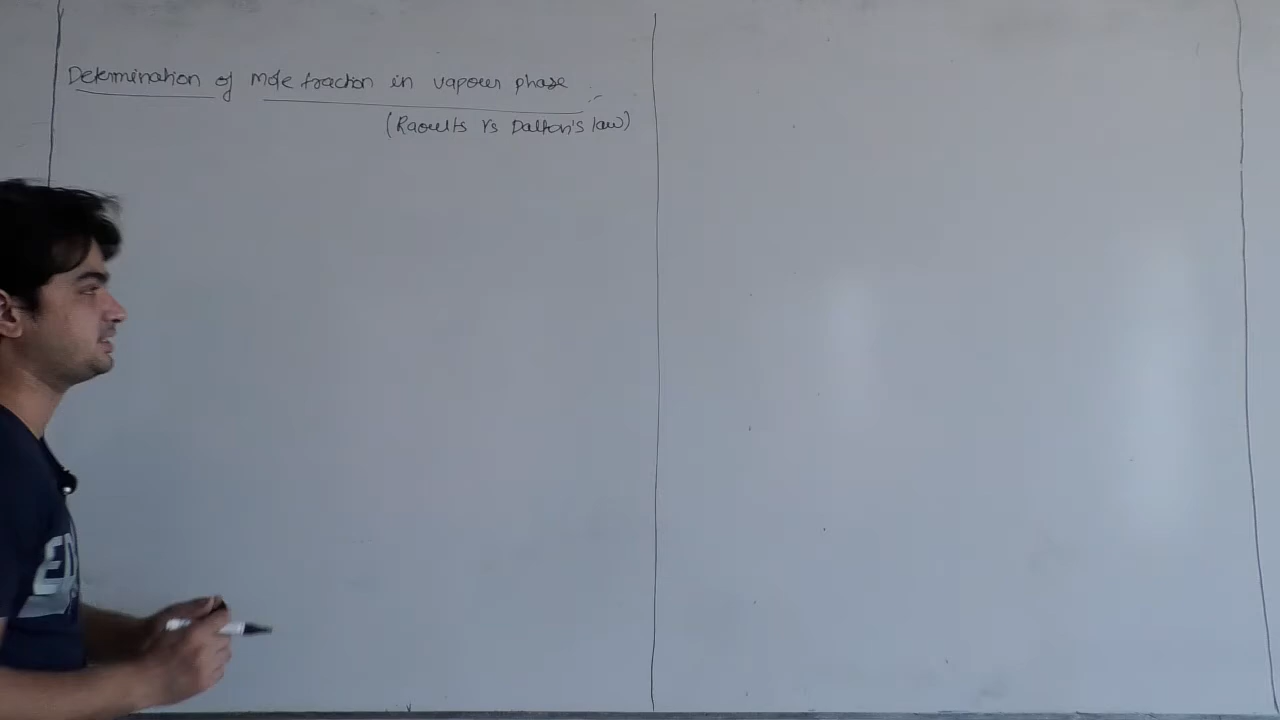 Determination of Mole fraction in vapour phase :-
(Raoults vs Dalton's law)